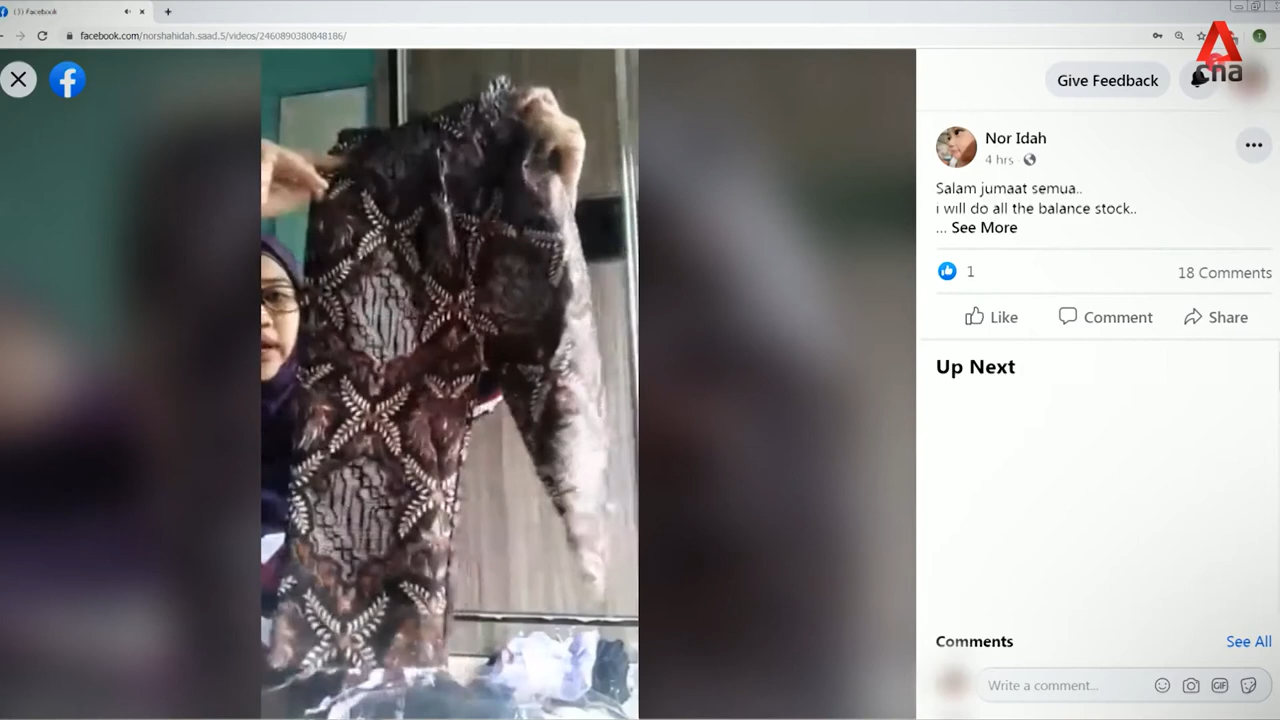 (3) Facebook
facebook.com/norshahidah.saad.5/videos/2460890380848186/
cna
Give Feedback
Nor Idah
4 hrs
Salam jumaat semua..
i will do all the balance stock..
... See More
1
18 Comments
Like
Comment
Share
Up Next
Comments
See All
Write a comment...
GIF